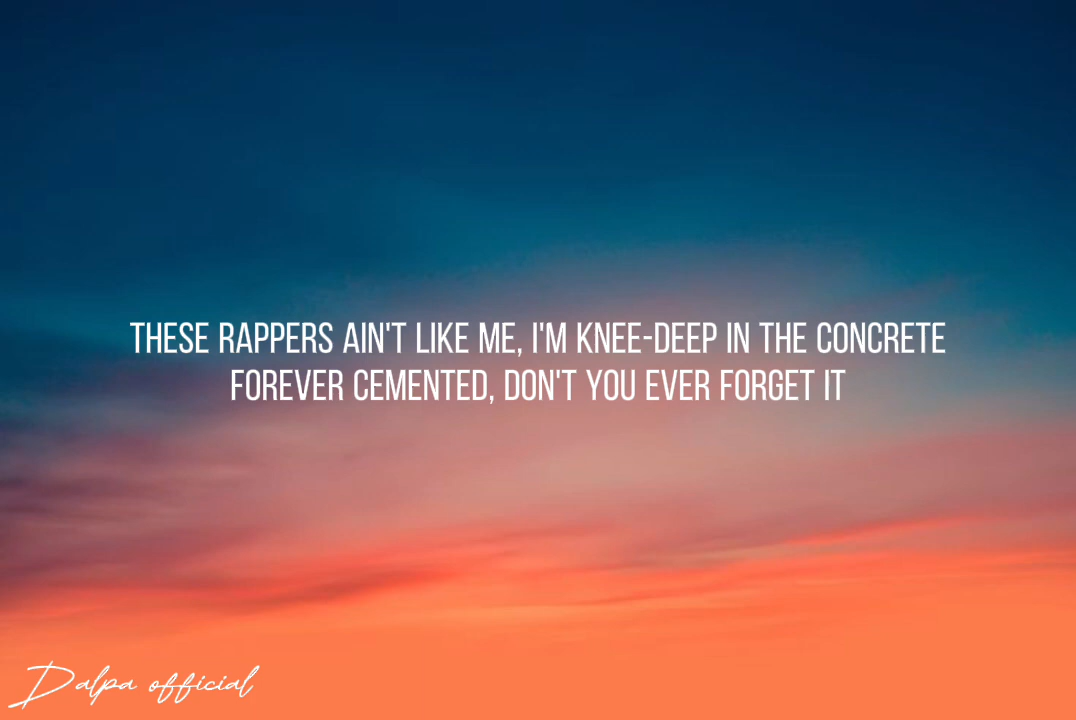 THESE RAPPERS AIN'T LIKE ME, I'M KNEE-DEEP IN THE CONCRETE
FOREVER CEMENTED, DON'T YOU EVER FORGET IT
Dalpa official